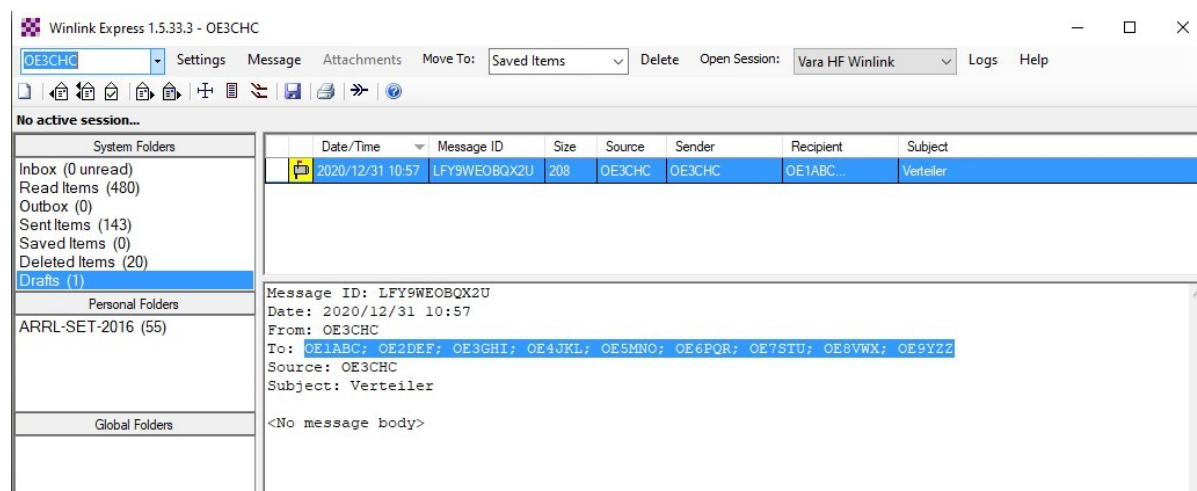 Winlink Express 1.5.33.3 - OE3CHC
OE3CHC Settings Message Attachments Move To: Saved Items Delete Open Session: Vara HF Winlink Logs Help
No active session...
System Folders
Inbox (0 unread)
Read Items (480)
Outbox (0)
Sent Items (143)
Saved Items (0)
Deleted Items (20)
Drafts (1)
Personal Folders
ARRL-SET-2016 (55)
Global Folders
Date/Time Message ID Size Source Sender Recipient Subject
2020/12/31 10:57 LFY9WEOBQX2U 208 OE3CHC OE3CHC OE1ABC... Verteiler
Message ID: LFY9WEOBQX2U
Date: 2020/12/31 10:57
From: OE3CHC
To: OE1ABC; OE2DEF; OE3GHI; OE4JKL; OE5MNO; OE6PQR; OE7STU; OE8VWX; OE9YZZ
Source: OE3CHC
Subject: Verteiler
<No message body>